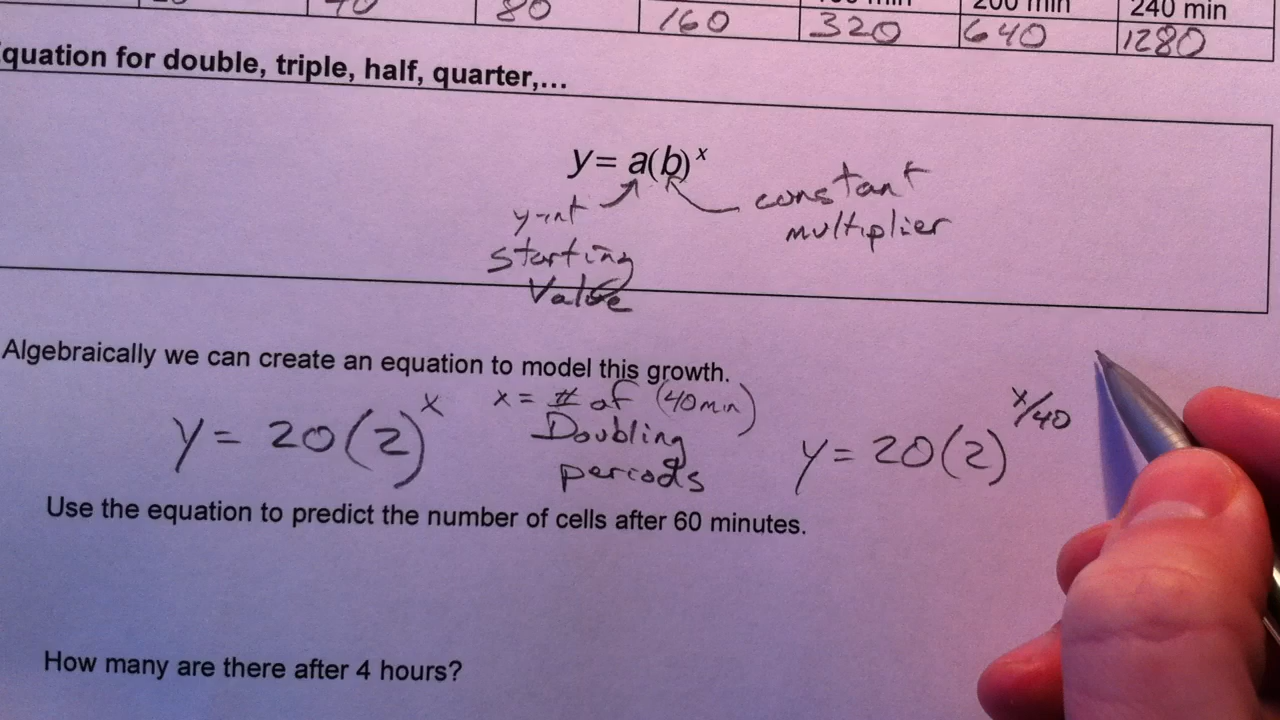 200 min 240 min
80 160 320 640 1280
quation for double, triple, half, quarter,...
y = a(b)ˣ
constant
multiplier
y-int
starting
Value
Algebraically we can create an equation to model this growth.
y = 20(2)ˣ x = # of (40min) Doubling periods y = 20(2)^x/40
Use the equation to predict the number of cells after 60 minutes.
How many are there after 4 hours?